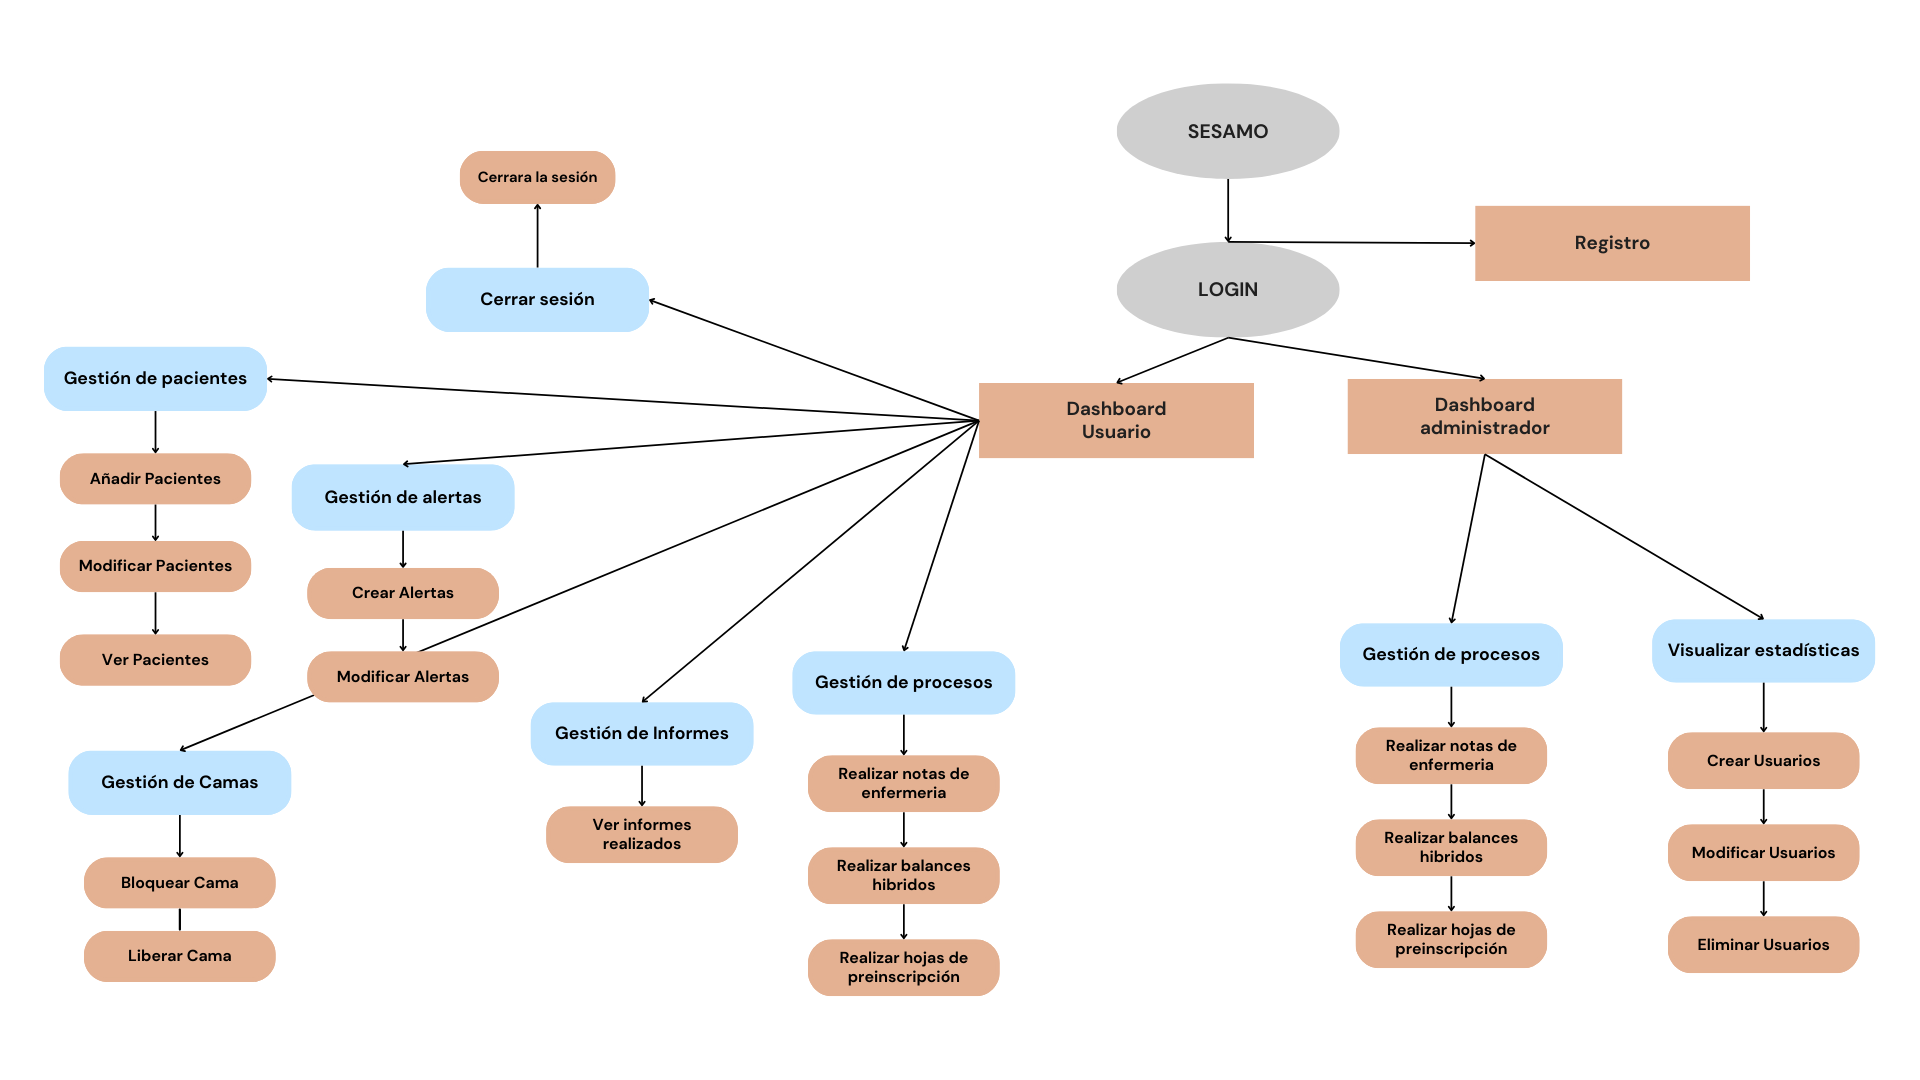 SESAMO
Cerrara la sesión
Registro
LOGIN
Cerrar sesión
Gestión de pacientes
Dashboard
Usuario
Dashboard
administrador
Añadir Pacientes
Gestión de alertas
Modificar Pacientes
Crear Alertas
Ver Pacientes
Modificar Alertas
Gestión de Camas
Bloquear Cama
Liberar Cama
Gestión de Informes
Ver informes
realizados
Gestión de procesos
Realizar notas de
enfermeria
Realizar balances
hibridos
Realizar hojas de
preinscripción
Gestión de procesos
Realizar notas de
enfermeria
Realizar balances
hibridos
Realizar hojas de
preinscripción
Visualizar estadísticas
Crear Usuarios
Modificar Usuarios
Eliminar Usuarios